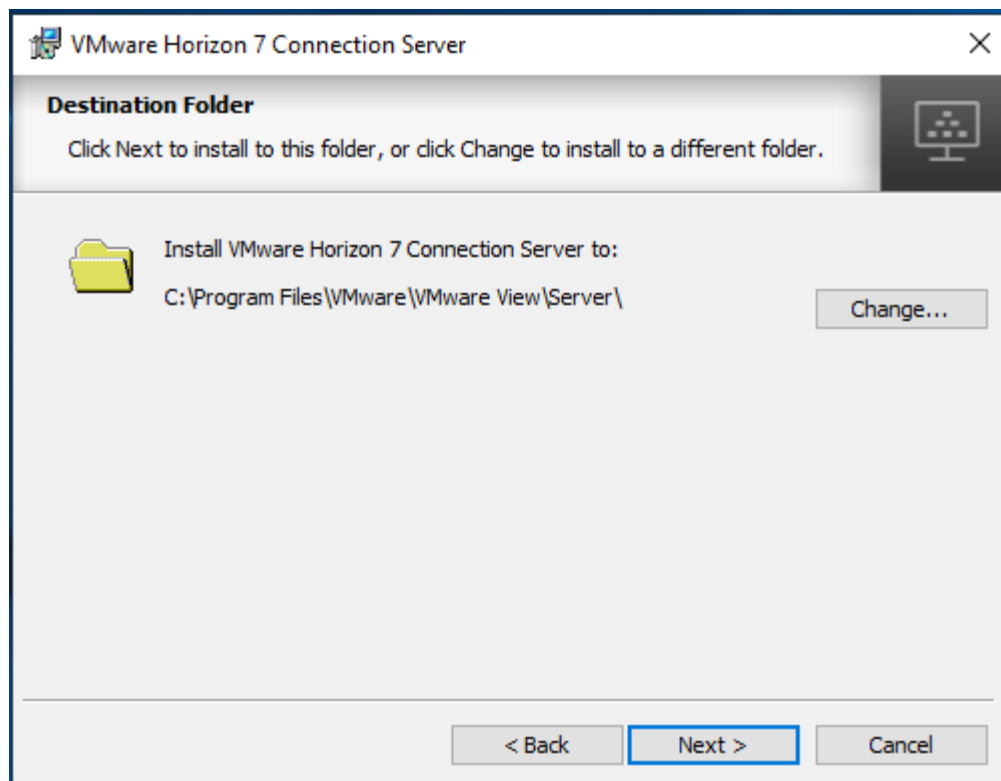 VMware Horizon 7 Connection Server
Destination Folder
Click Next to install to this folder, or click Change to install to a different folder.
Install VMware Horizon 7 Connection Server to:
C:\Program Files\VMware\VMware View\Server\
Change...
< Back
Next >
Cancel